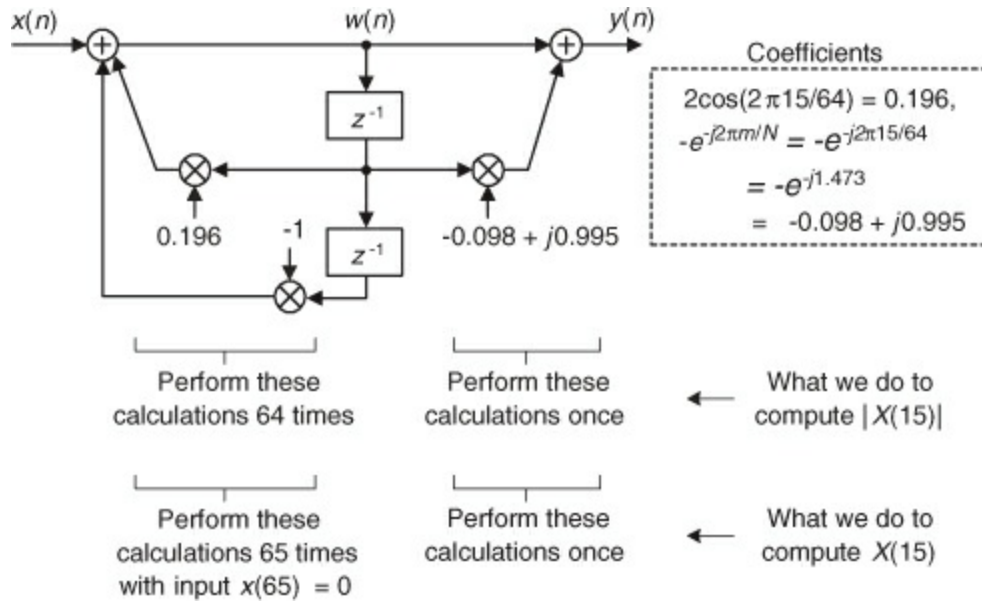 x(n)
w(n)
y(n)
+
+
Coefficients
2cos(2π15/64) = 0.196,
-e^{-j2πm/N} = -e^{-j2π15/64}
= -e^{-j1.473}
= -0.098 + j0.995
z^{-1}
0.196
-0.098 + j0.995
-1
z^{-1}
Perform these
calculations 64 times
Perform these
calculations once
What we do to
compute |X(15)|
Perform these
calculations 65 times
with input x(65) = 0
Perform these
calculations once
What we do to
compute X(15)